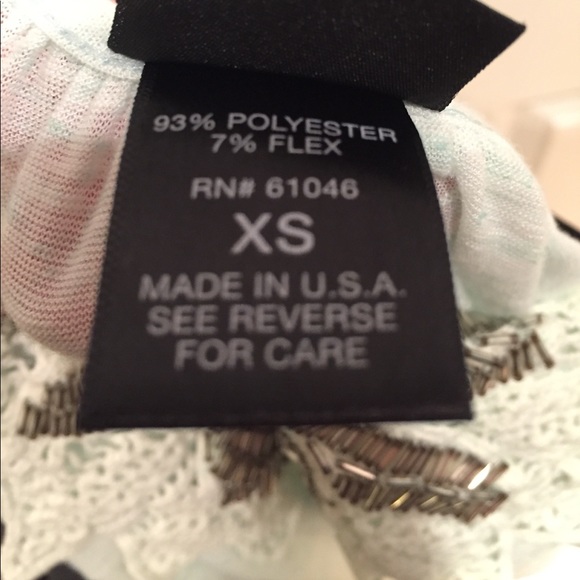 93% POLYESTER
7% FLEX
RN# 61046
XS
MADE IN U.S.A.
SEE REVERSE
FOR CARE